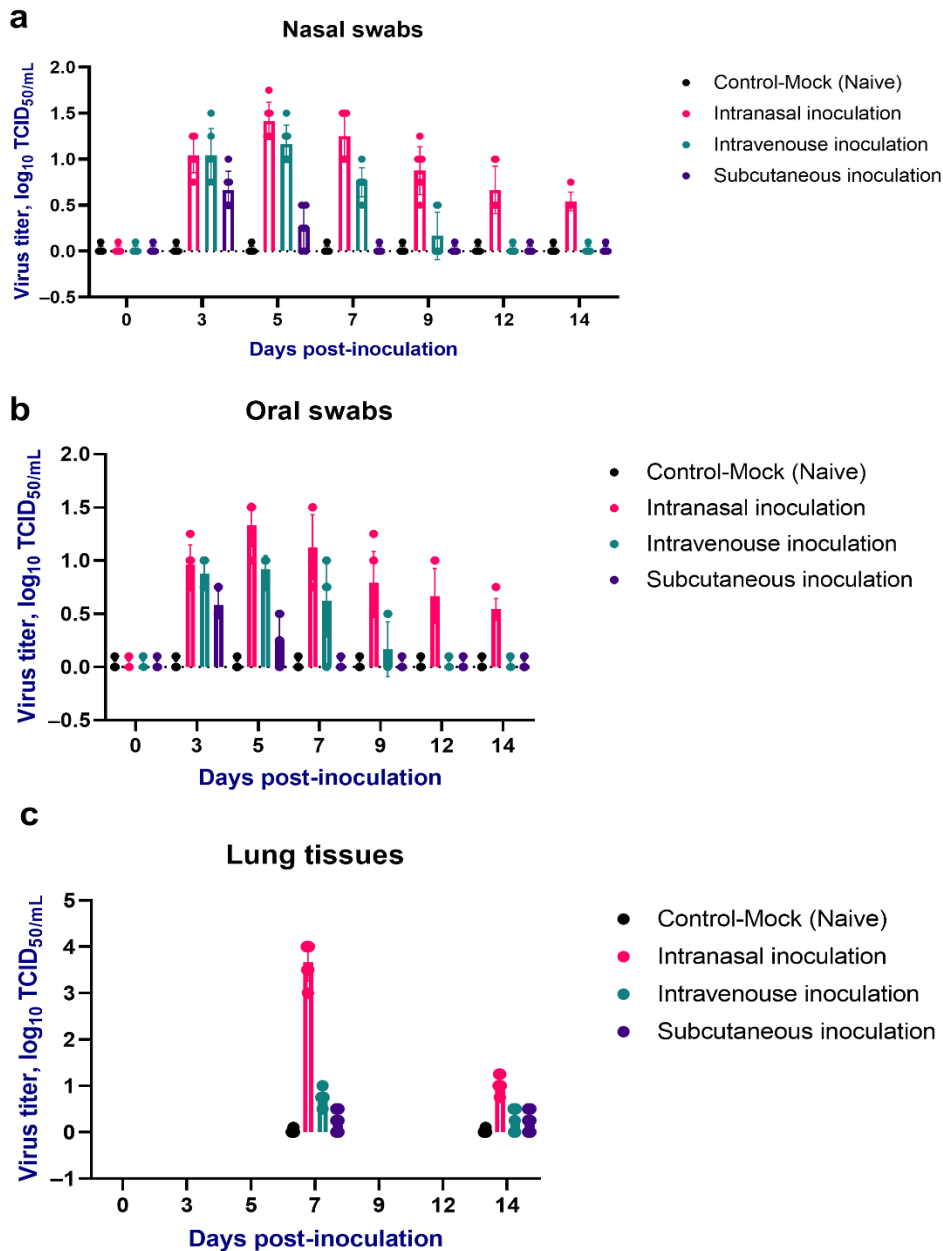 a
Nasal swabs
Virus titer, log10 TCID50/mL
2.0
1.5
1.0
0.5
0.0
–0.5
0 3 5 7 9 12 14
Days post-inoculation
Control-Mock (Naive)
Intranasal inoculation
Intravenouse inoculation
Subcutaneous inoculation
b
Oral swabs
Virus titer, log10 TCID50/mL
2.0
1.5
1.0
0.5
0.0
–0.5
0 3 5 7 9 12 14
Days post-inoculation
Control-Mock (Naive)
Intranasal inoculation
Intravenouse inoculation
Subcutaneous inoculation
c
Lung tissues
Virus titer, log10 TCID50/mL
5
4
3
2
1
0
–1
0 3 5 7 9 12 14
Days post-inoculation
Control-Mock (Naive)
Intranasal inoculation
Intravenouse inoculation
Subcutaneous inoculation